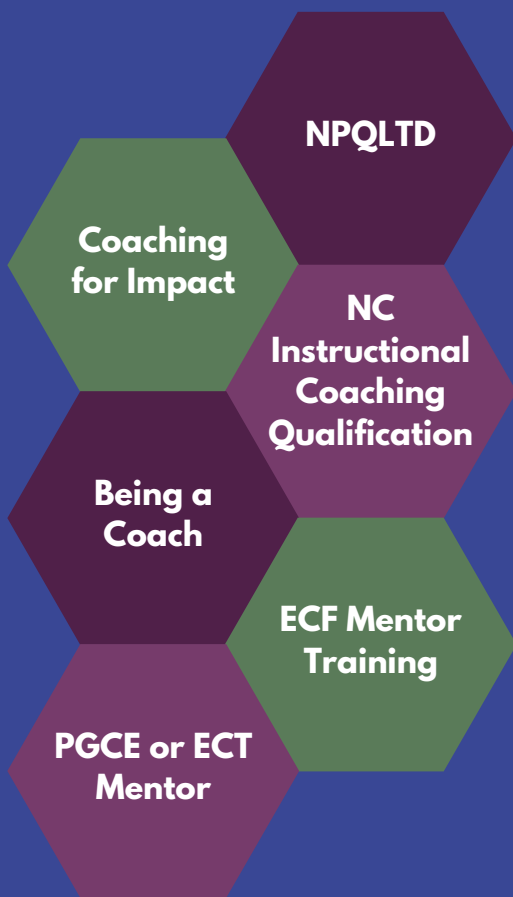 NPQLTD
Coaching
for Impact
NC
Instructional
Coaching
Qualification
Being a
Coach
ECF Mentor
Training
PGCE or ECT
Mentor